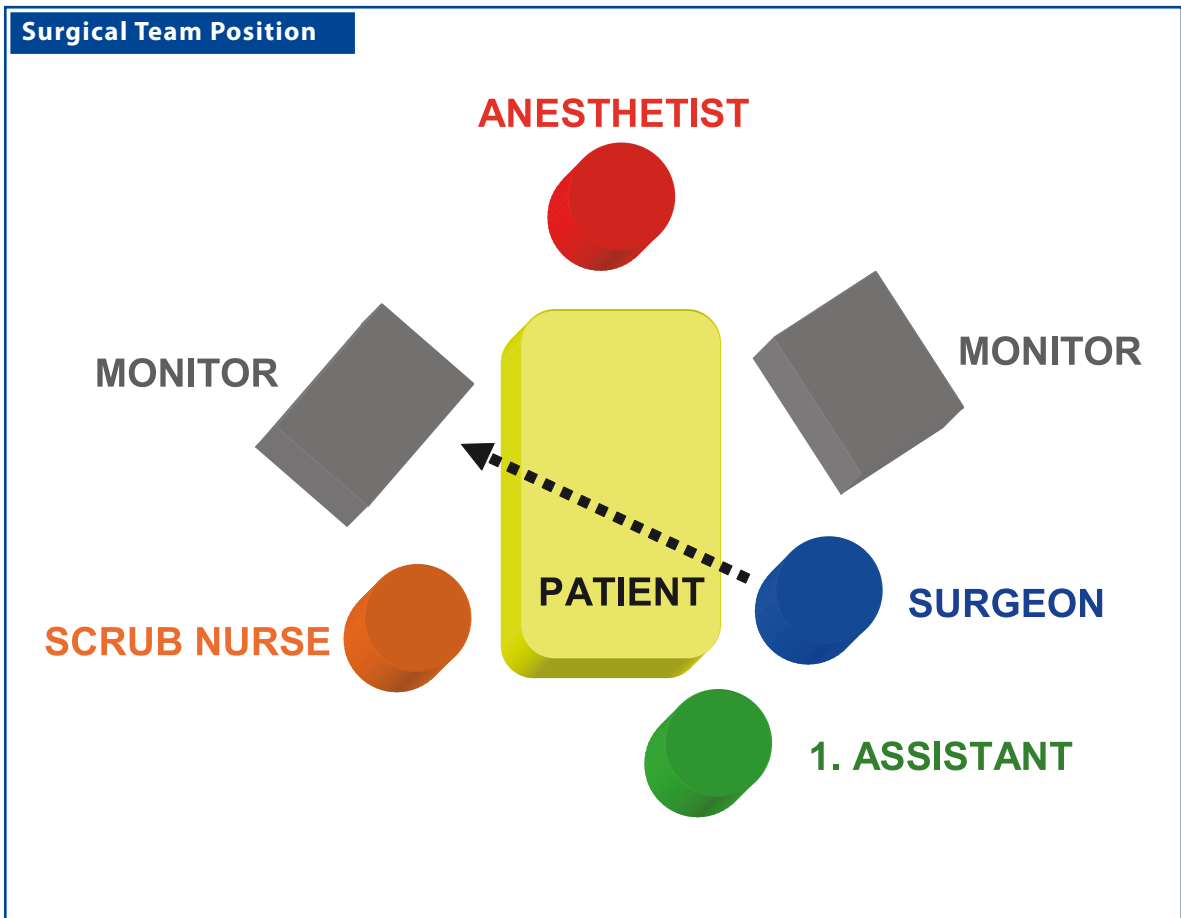 Surgical Team Position
ANESTHETIST
MONITOR
MONITOR
PATIENT
SURGEON
SCRUB NURSE
1. ASSISTANT